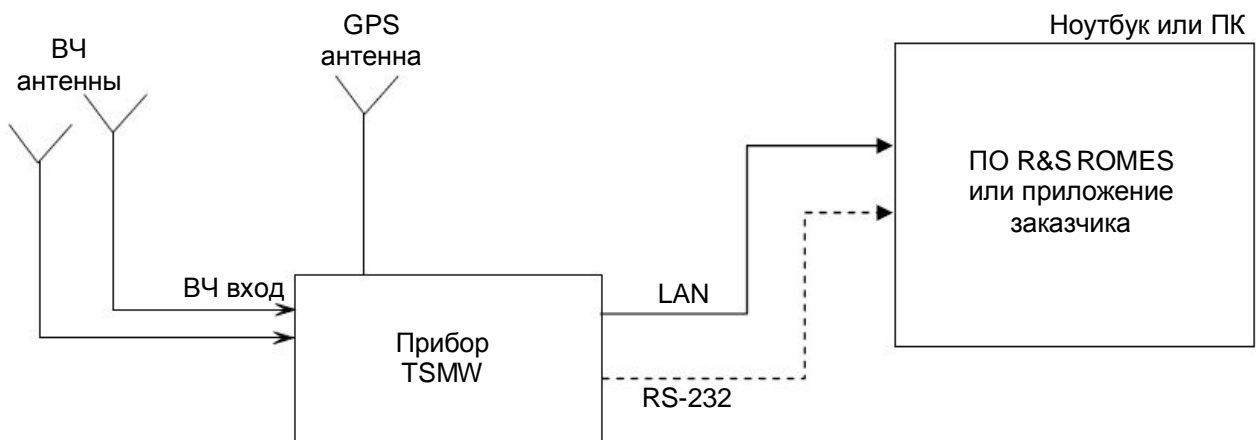 ВЧ
антенны
GPS
антенна
Ноутбук или ПК
ПО R&S ROMES
или приложение
заказчика
ВЧ вход
LAN
Прибор
TSMW
RS-232